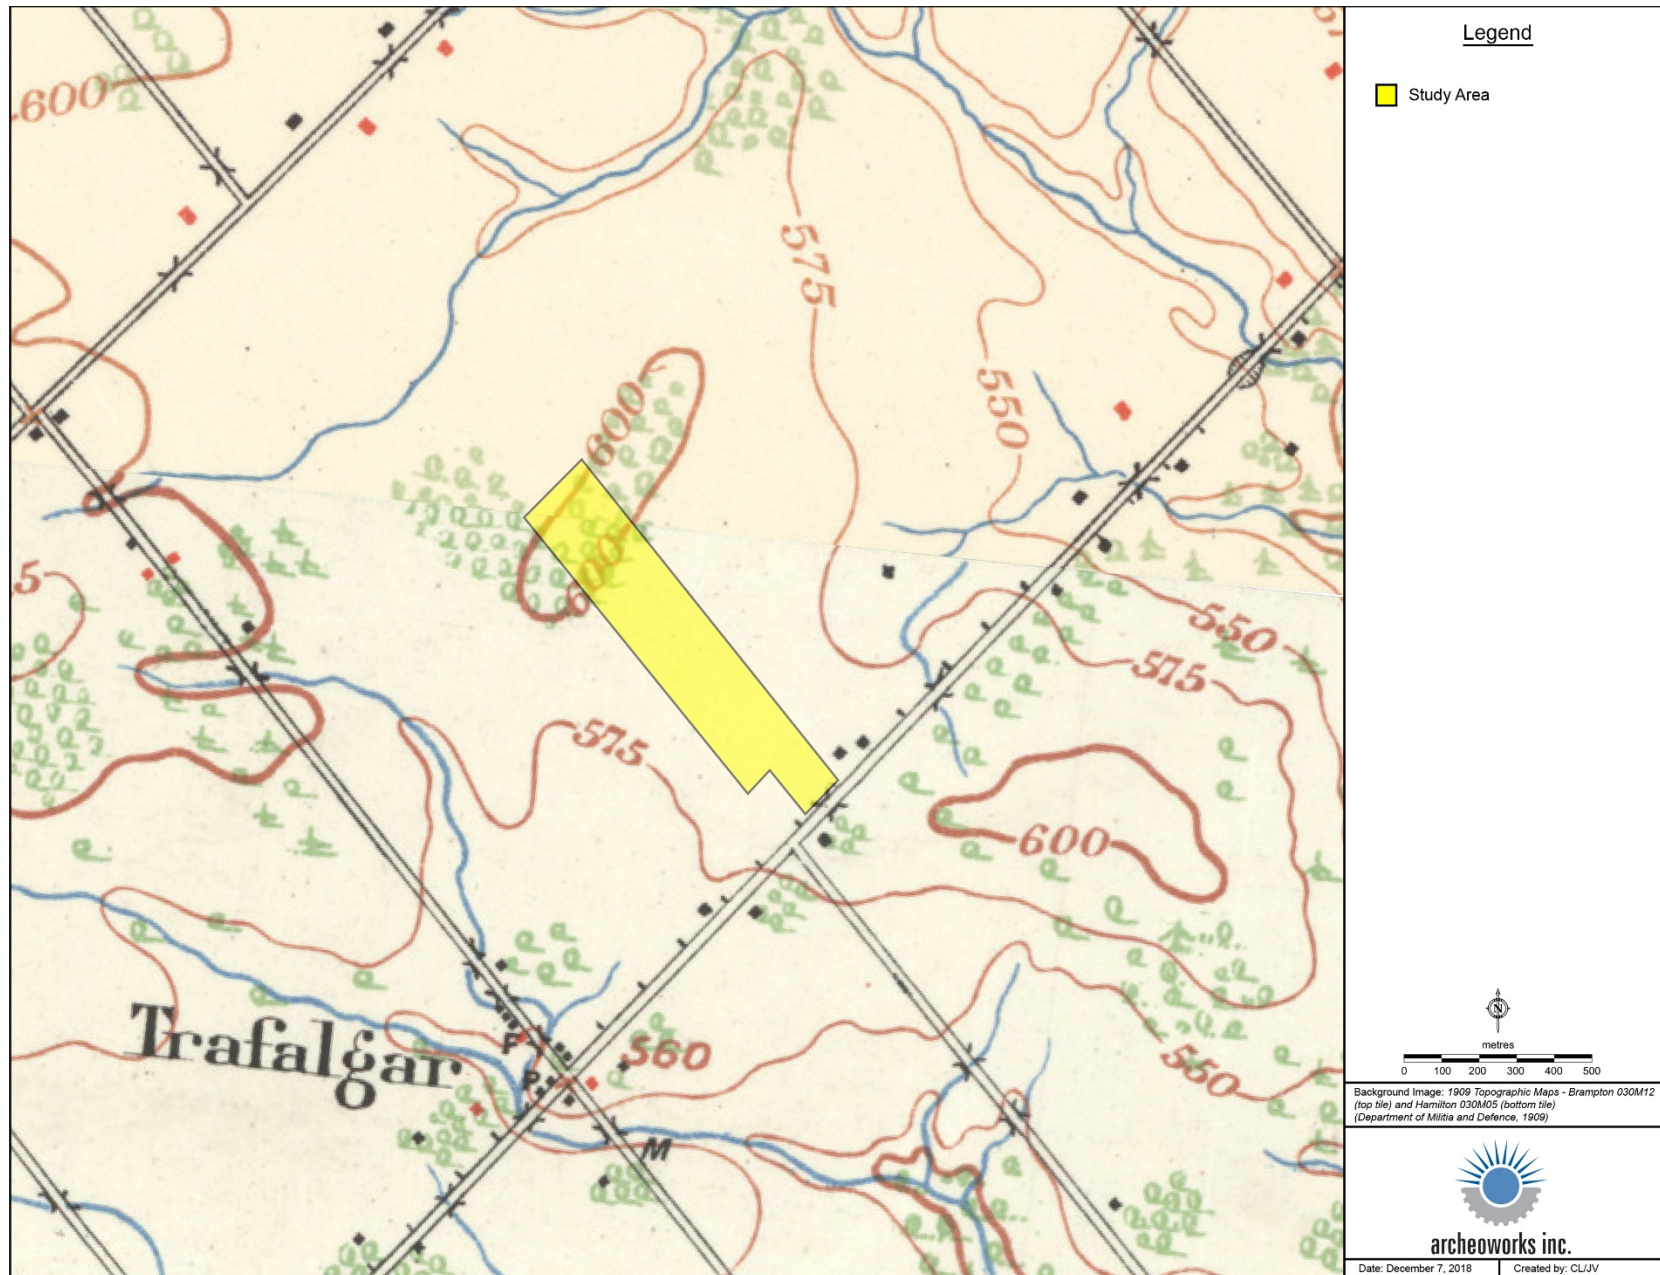 Legend
Study Area
600
575
600
550
600
5
550
575
575
600
Trafalgar
F
P
560
550
M
N
metres
0 100 200 300 400 500
Background Image: 1909 Topographic Maps - Brampton 030M12
(top tile) and Hamilton 030M05 (bottom tile)
(Department of Militia and Defence, 1909)
archeoworks inc.
Date: December 7, 2018
Created by: CL/JV